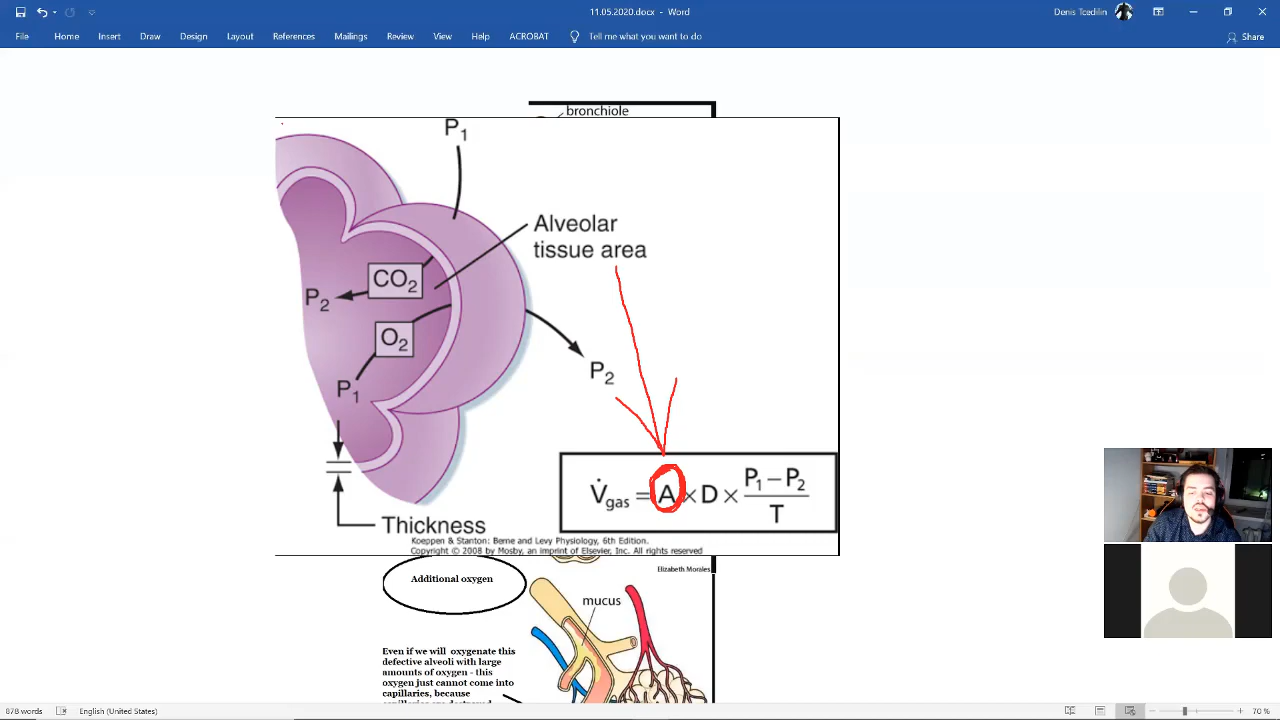 11.05.2020.docx - Word
Denis Tcedilin
File Home Insert Draw Design Layout References Mailings Review View Help ACROBAT Tell me what you want to do
Share
bronchiole
P1
Alveolar
tissue area
CO2
P2
O2
P1
P2
V̇gas = A × D × P1 – P2 / T
Thickness
Koeppen & Stanton: Berne and Levy Physiology, 6th Edition.
Copyright © 2008 by Mosby, an imprint of Elsevier, Inc. All rights reserved
Elizabeth Morales
Additional oxygen
mucus
Even if we will oxygenate this
defective alveoli with large
amounts of oxygen - this
oxygen just cannot come into
capillaries, because
878 words
English (United States)
70 %